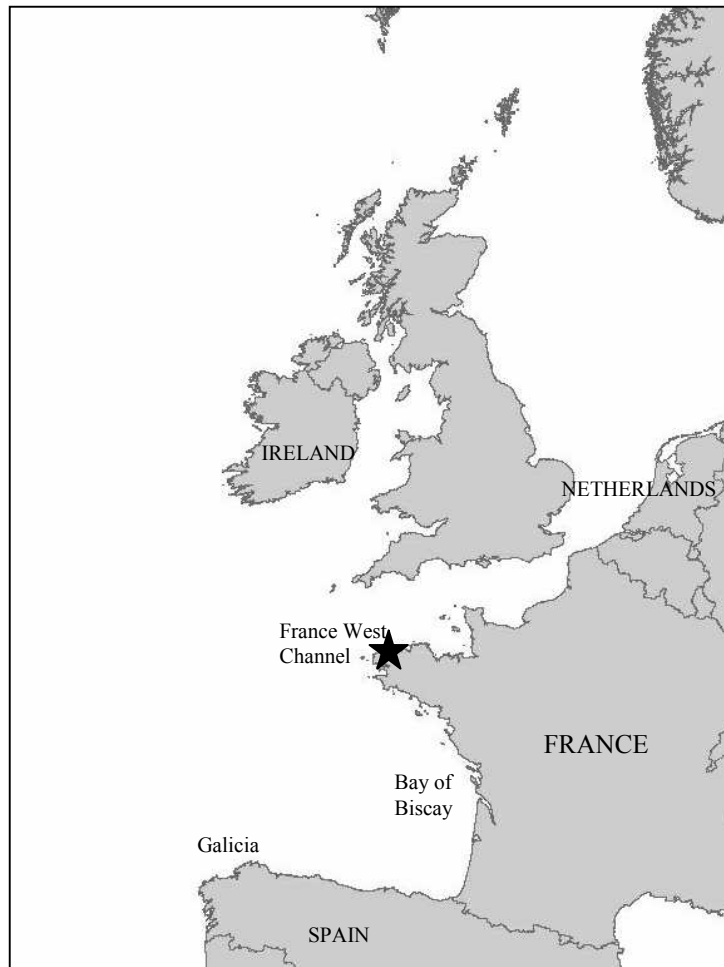 IRELAND
NETHERLANDS
France West
Channel
FRANCE
Bay of
Biscay
Galicia
SPAIN